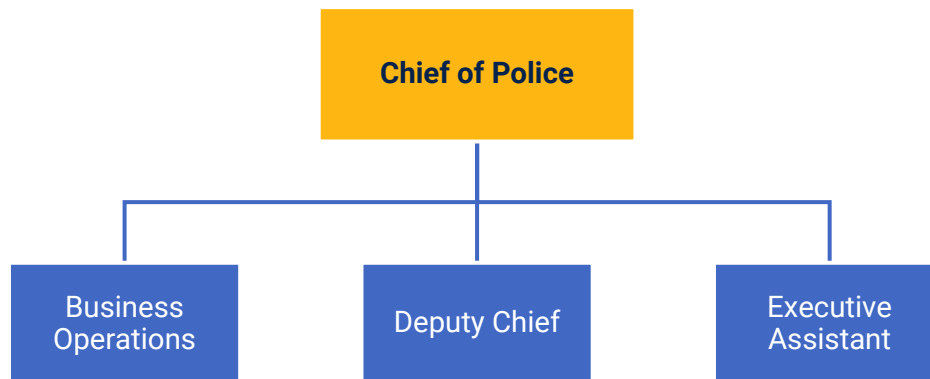 Chief of Police
Business
Operations
Deputy Chief
Executive
Assistant